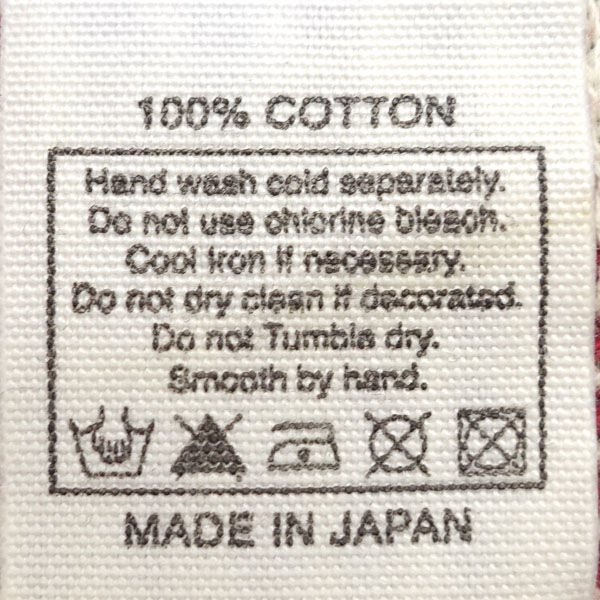 100% COTTON
Hand wash cold separately.
Do not use chlorine bleach.
Cool Iron if necessary.
Do not dry clean if decorated.
Do not Tumble dry.
Smooth by hand.
MADE IN JAPAN